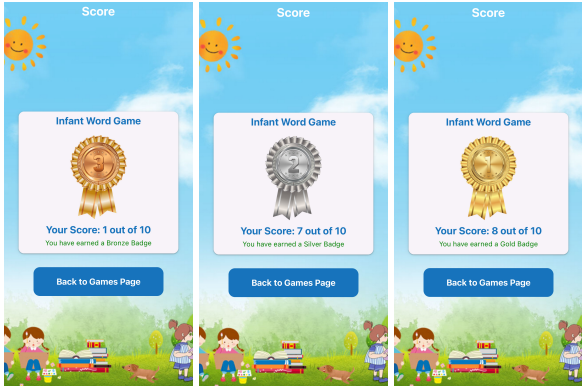 Score
Infant Word Game
3
Your Score: 1 out of 10
You have earned a Bronze Badge
Back to Games Page
Score
Infant Word Game
2
Your Score: 7 out of 10
You have earned a Silver Badge
Back to Games Page
Score
Infant Word Game
1
Your Score: 8 out of 10
You have earned a Gold Badge
Back to Games Page